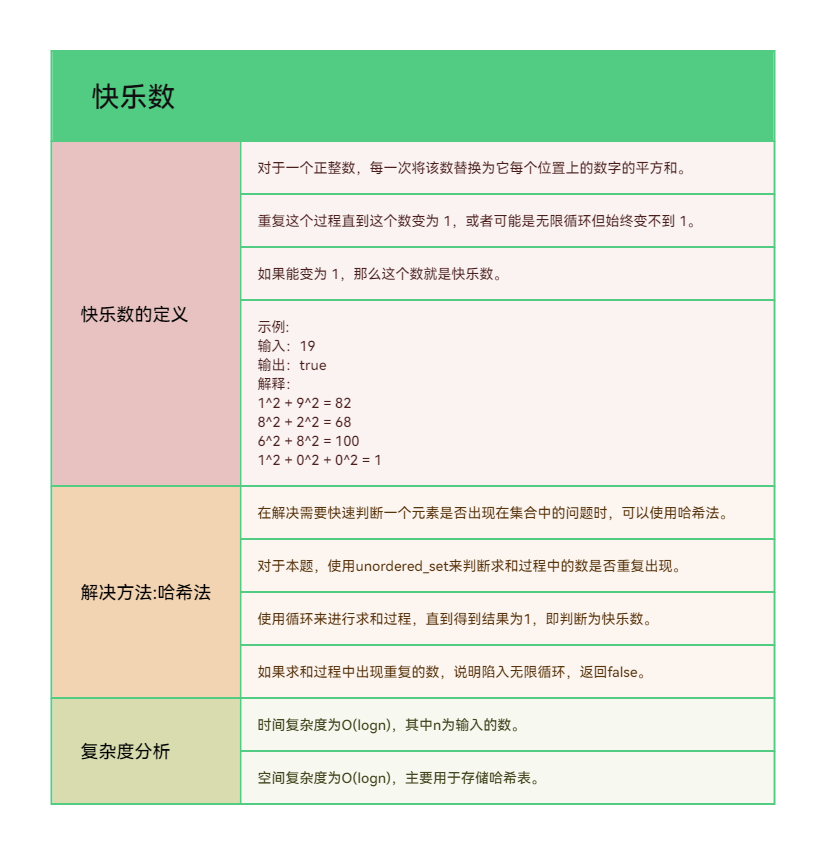 快乐数
快乐数的定义
对于一个正整数，每一次将该数替换为它每个位置上的数字的平方和。
重复这个过程直到这个数变为 1，或者可能是无限循环但始终变不到 1。
如果能变为 1，那么这个数就是快乐数。
示例:
输入：19
输出：true
解释：
1^2 + 9^2 = 82
8^2 + 2^2 = 68
6^2 + 8^2 = 100
1^2 + 0^2 + 0^2 = 1
解决方法:哈希法
在解决需要快速判断一个元素是否出现在集合中的问题时，可以使用哈希法。
对于本题，使用unordered_set来判断求和过程中的数是否重复出现。
使用循环来进行求和过程，直到得到结果为1，即判断为快乐数。
如果求和过程中出现重复的数，说明陷入无限循环，返回false。
复杂度分析
时间复杂度为O(logn)，其中n为输入的数。
空间复杂度为O(logn)，主要用于存储哈希表。